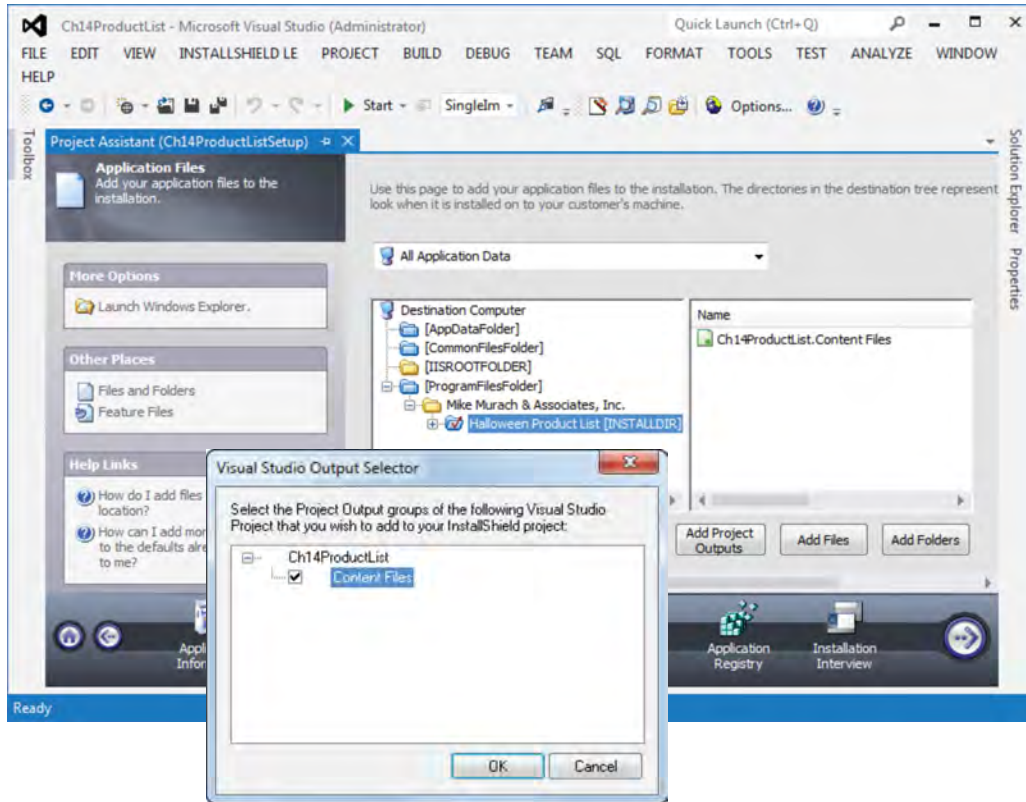 Ch14ProductList - Microsoft Visual Studio (Administrator)
Quick Launch (Ctrl+Q)
FILE EDIT VIEW INSTALLSHIELD LE PROJECT BUILD DEBUG TEAM SQL FORMAT TOOLS TEST ANALYZE WINDOW
HELP
Start SingleIm Options...
Toolbox
Project Assistant (Ch14ProductListSetup)
Solution Explorer
Properties
Application Files
Add your application files to the
installation.
Use this page to add your application files to the installation. The directories in the destination tree represent
look when it is installed on to your customer's machine.
All Application Data
More Options
Launch Windows Explorer.
Other Places
Files and Folders
Feature Files
Help Links
How do I add files
location?
How can I add mor
to the defaults alre
to me?
Destination Computer
[AppDataFolder]
[CommonFilesFolder]
[IISROOTFOLDER]
[ProgramFilesFolder]
Mike Murach & Associates, Inc.
Halloween Product List [INSTALLDIR]
Name
Ch14ProductList.Content Files
Add Project
Outputs
Add Files
Add Folders
Appli
Infor
Application
Registry
Installation
Interview
Ready
Visual Studio Output Selector
Select the Project Output groups of the following Visual Studio
Project that you wish to add to your InstallShield project:
Ch14ProductList
Content Files
OK
Cancel